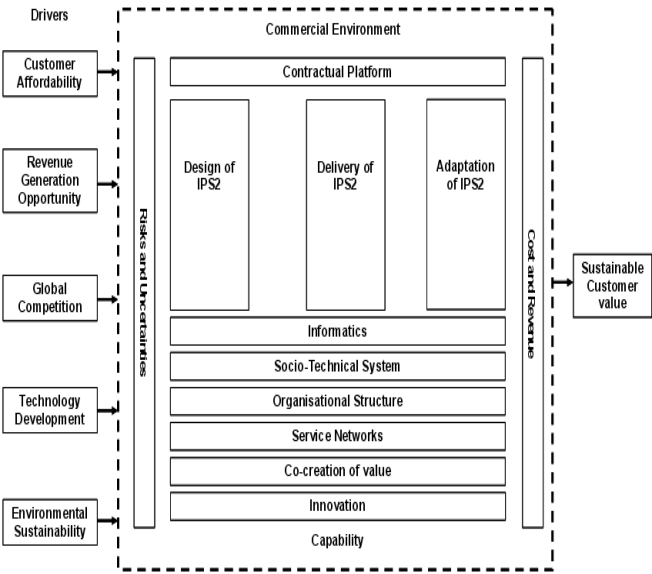 Drivers
Customer
Affordability
Revenue
Generation
Opportunity
Global
Competition
Technology
Development
Environmental
Sustainability
Commercial Environment
Risks and Uncertainties
Contractual Platform
Design of
IPS2
Delivery of
IPS2
Adaptation
of IPS2
Informatics
Socio-Technical System
Organisational Structure
Service Networks
Co-creation of value
Innovation
Capability
Cost and Revenue
Sustainable
Customer
value